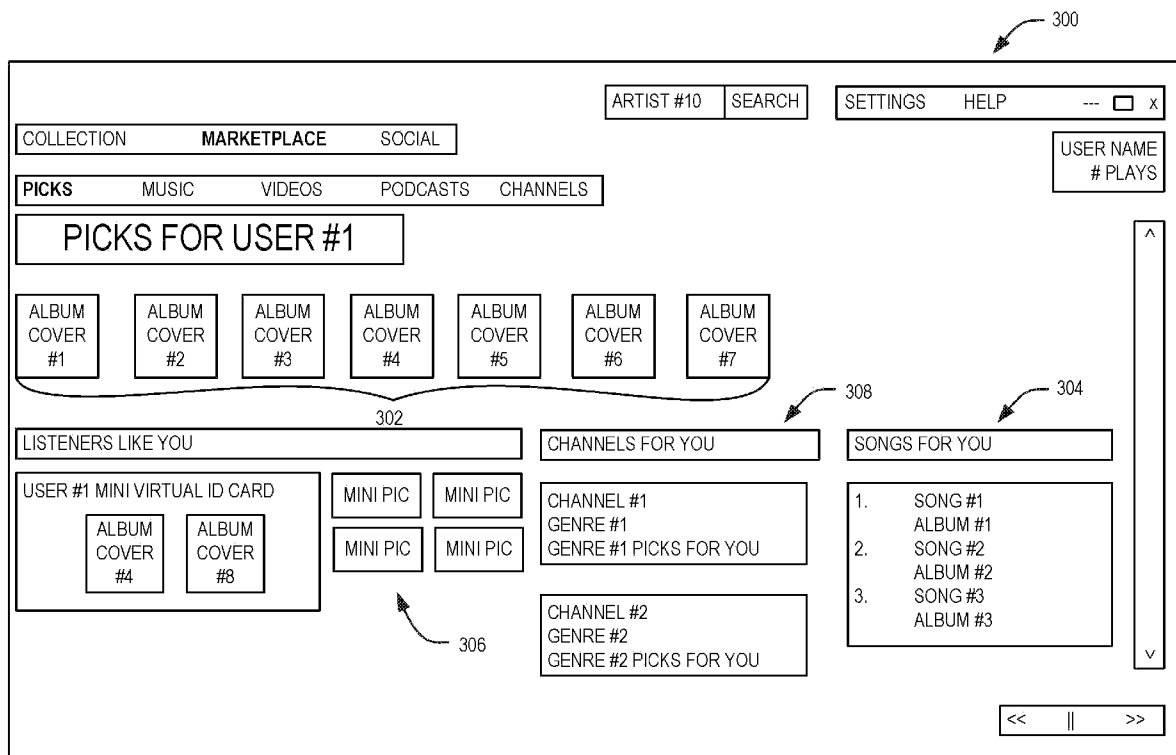 300
ARTIST #10 SEARCH
SETTINGS HELP --- X
COLLECTION MARKETPLACE SOCIAL
USER NAME
# PLAYS
PICKS MUSIC VIDEOS PODCASTS CHANNELS
PICKS FOR USER #1
ALBUM COVER #1
ALBUM COVER #2
ALBUM COVER #3
ALBUM COVER #4
ALBUM COVER #5
ALBUM COVER #6
ALBUM COVER #7
302
308
304
LISTENERS LIKE YOU
USER #1 MINI VIRTUAL ID CARD
ALBUM COVER #4
ALBUM COVER #8
MINI PIC MINI PIC
MINI PIC MINI PIC
306
CHANNELS FOR YOU
CHANNEL #1
GENRE #1
GENRE #1 PICKS FOR YOU
CHANNEL #2
GENRE #2
GENRE #2 PICKS FOR YOU
SONGS FOR YOU
1. SONG #1
ALBUM #1
2. SONG #2
ALBUM #2
3. SONG #3
ALBUM #3
<< || >>